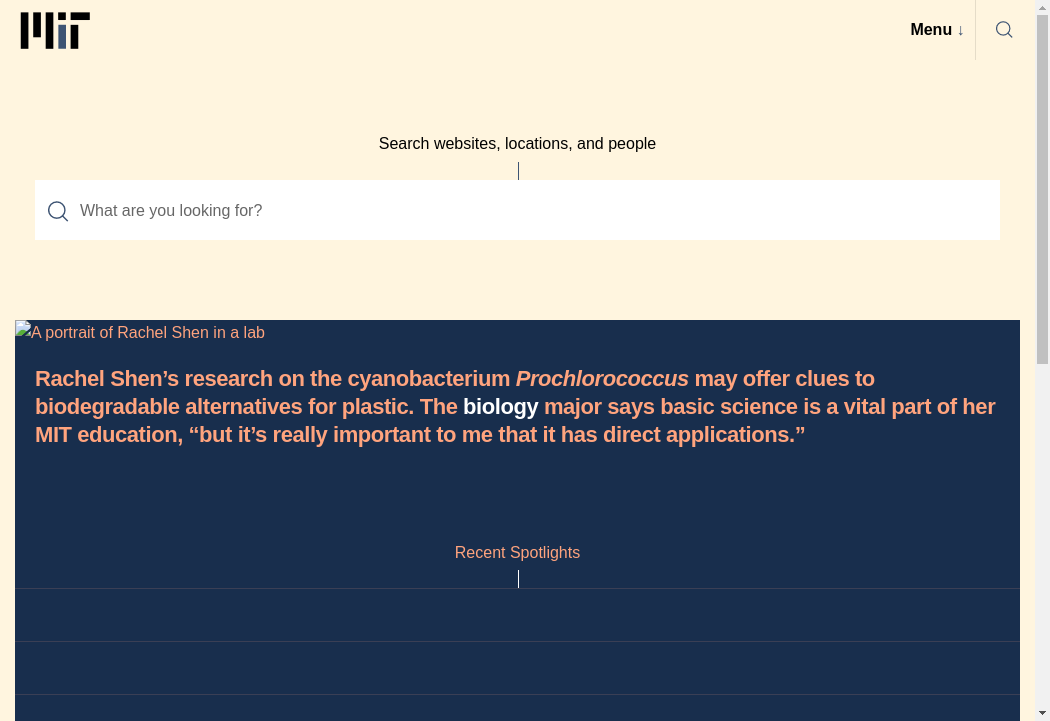 MIT
Menu ↓
Search websites, locations, and people
What are you looking for?
A portrait of Rachel Shen in a lab
Rachel Shen’s research on the cyanobacterium Prochlorococcus may offer clues to
biodegradable alternatives for plastic. The biology major says basic science is a vital part of her
MIT education, “but it’s really important to me that it has direct applications.”
Recent Spotlights